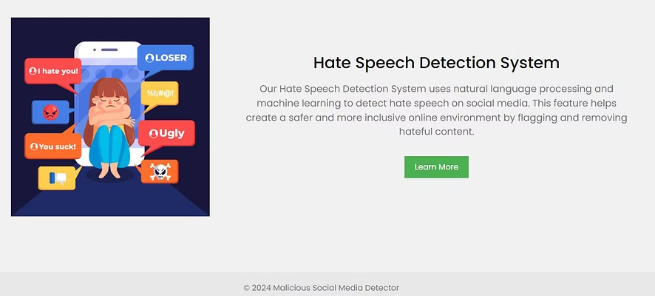 LOSER
I hate you!
%!#@!
Ugly
You suck!
Hate Speech Detection System
Our Hate Speech Detection System uses natural language processing and
machine learning to detect hate speech on social media. This feature helps
create a safer and more inclusive online environment by flagging and removing
hateful content.
Learn More
© 2024 Malicious Social Media Detector